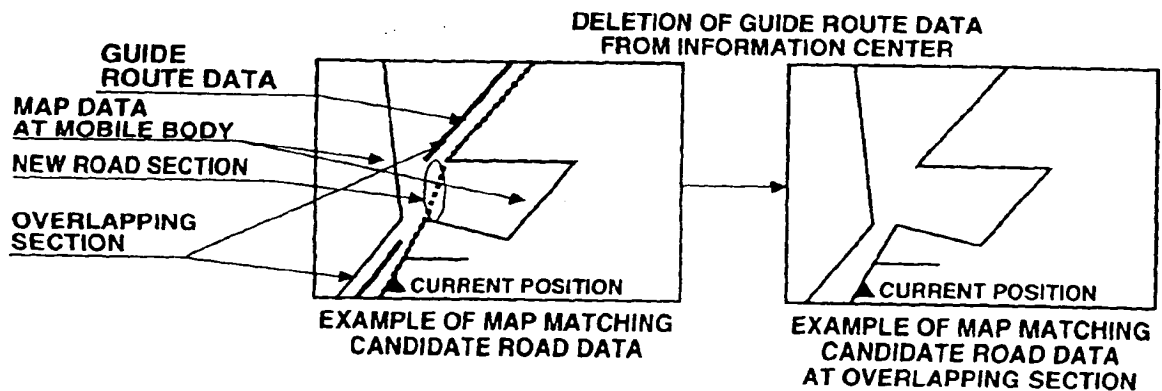 DELETION OF GUIDE ROUTE DATA
FROM INFORMATION CENTER
GUIDE
ROUTE DATA
MAP DATA
AT MOBILE BODY
NEW ROAD SECTION
OVERLAPPING
SECTION
CURRENT POSITION
EXAMPLE OF MAP MATCHING
CANDIDATE ROAD DATA
CURRENT POSITION
EXAMPLE OF MAP MATCHING
CANDIDATE ROAD DATA
AT OVERLAPPING SECTION